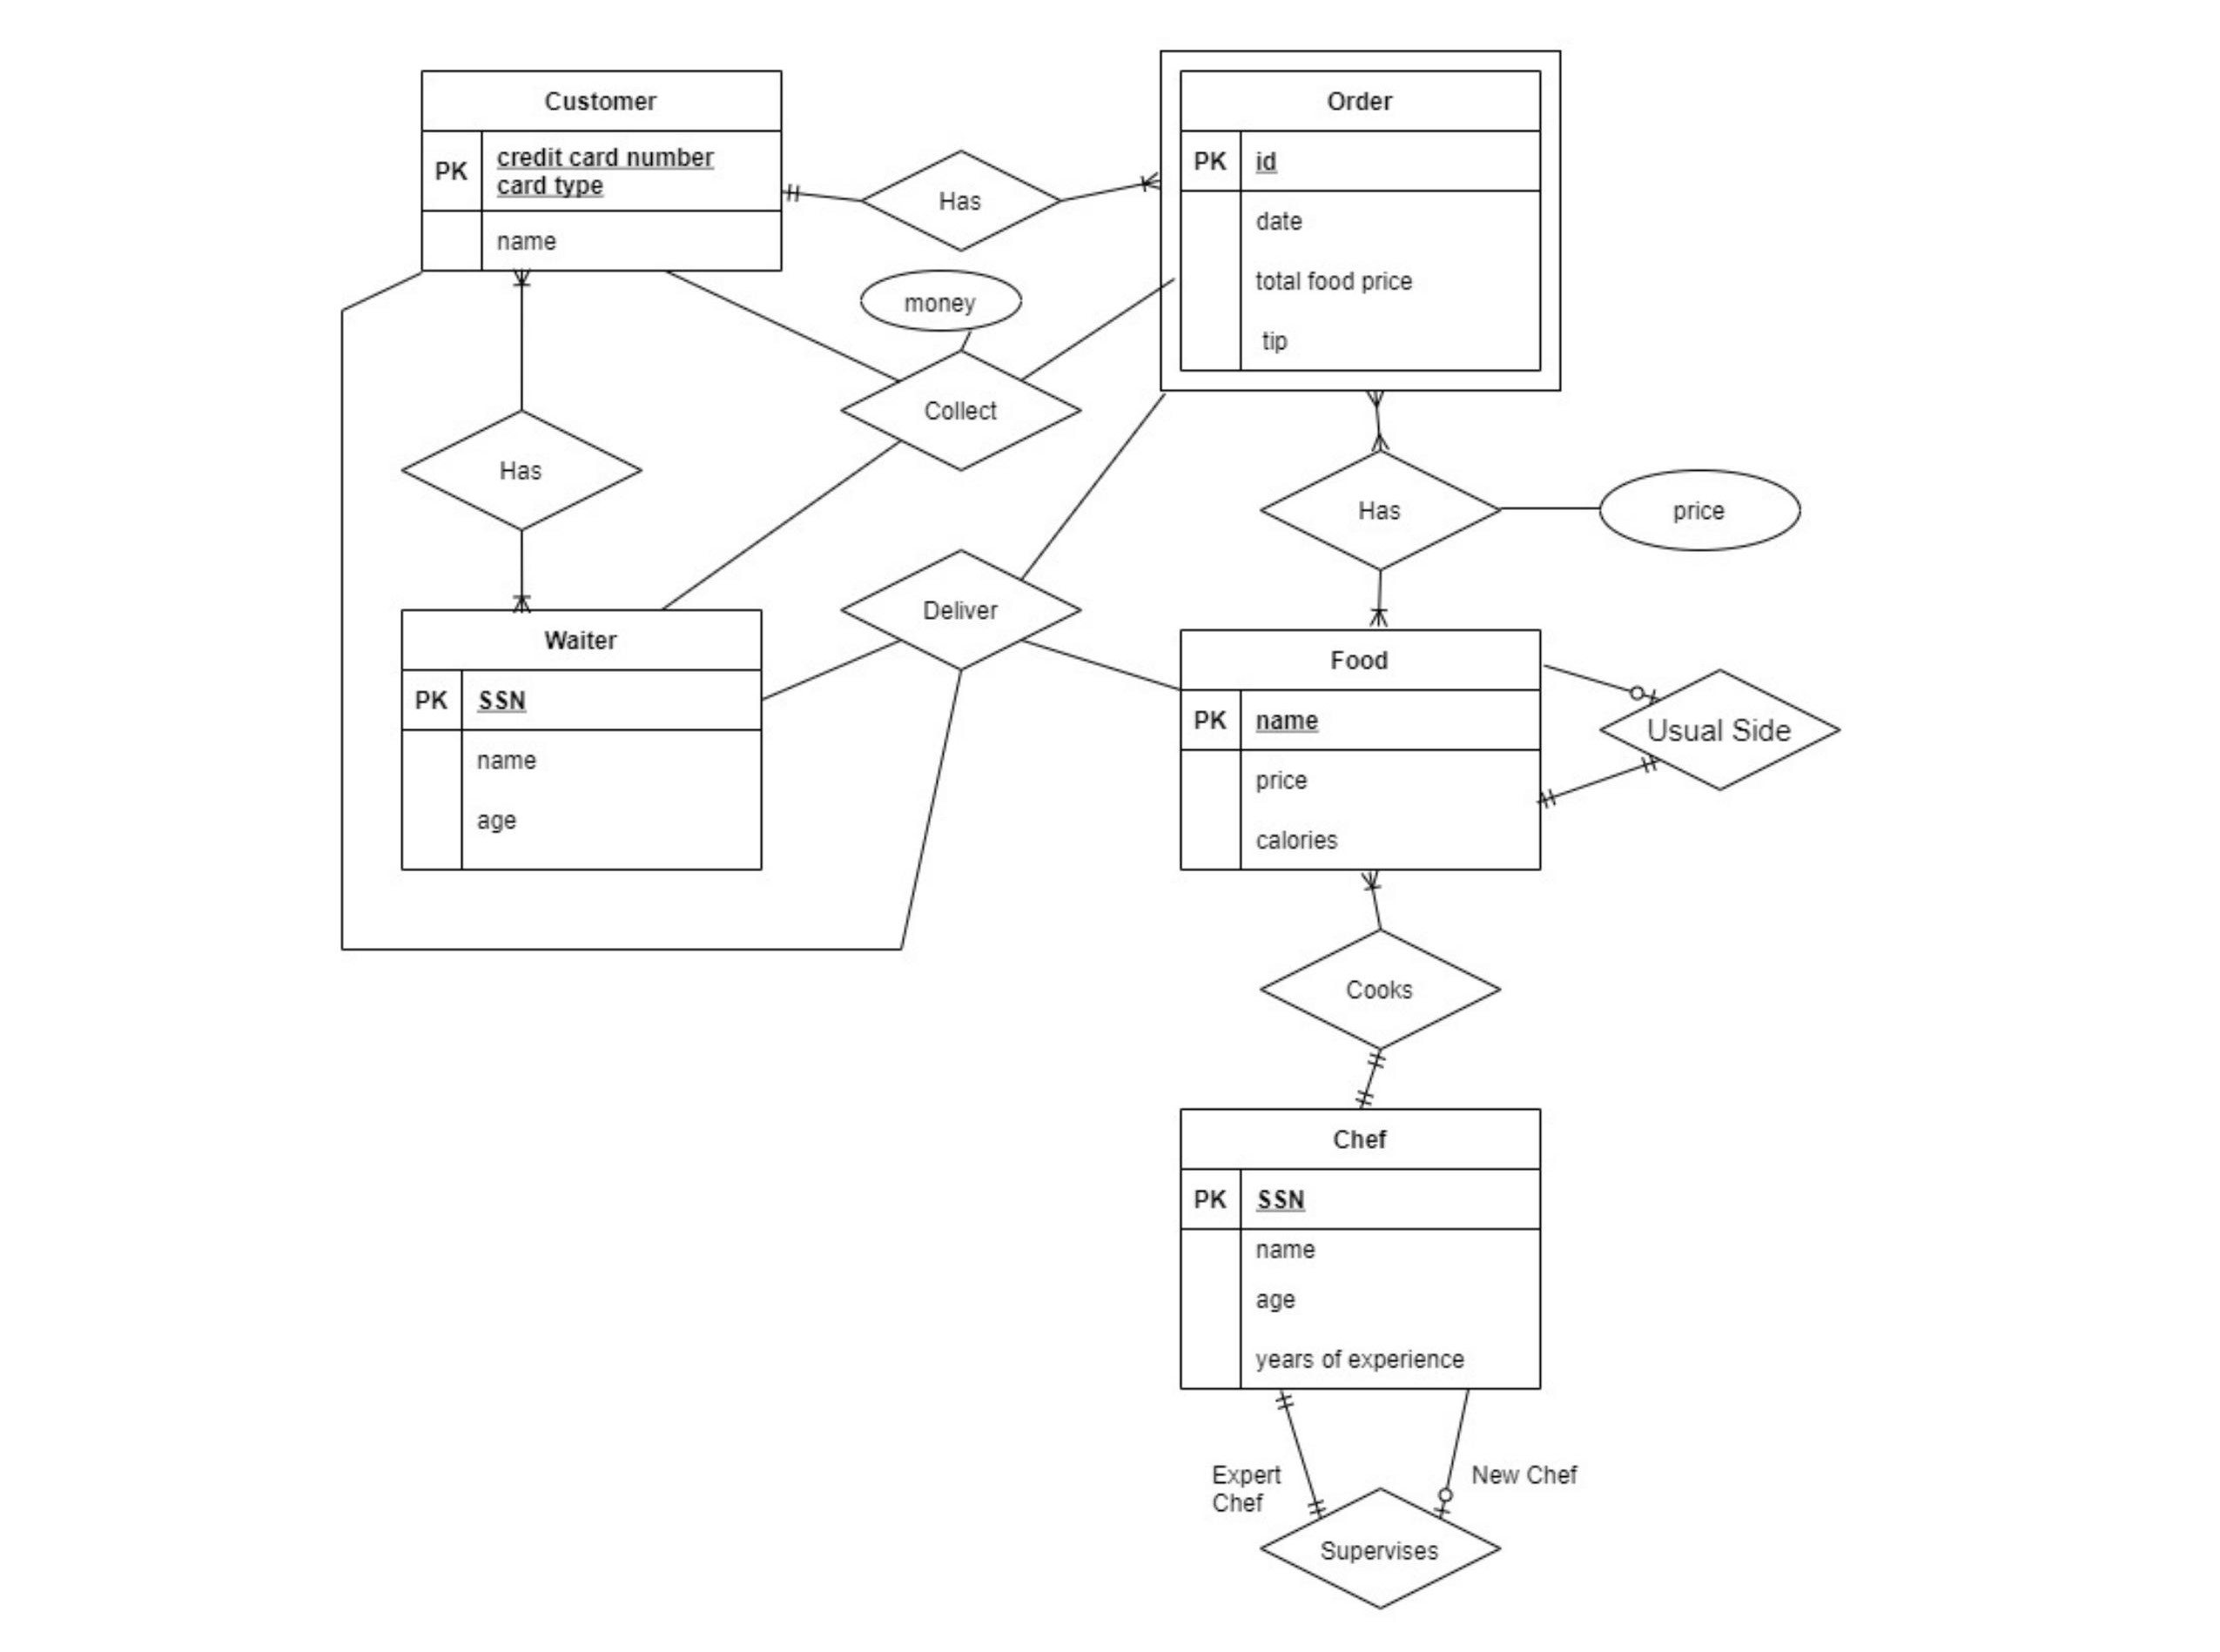 Customer
PK
credit card number
card type
name
Has
Order
PK
id
date
total food price
tip
money
Collect
Has
Has
price
Deliver
Waiter
PK
SSN
name
age
Food
PK
name
price
calories
Usual Side
Cooks
Chef
PK
SSN
name
age
years of experience
Expert
Chef
New Chef
Supervises